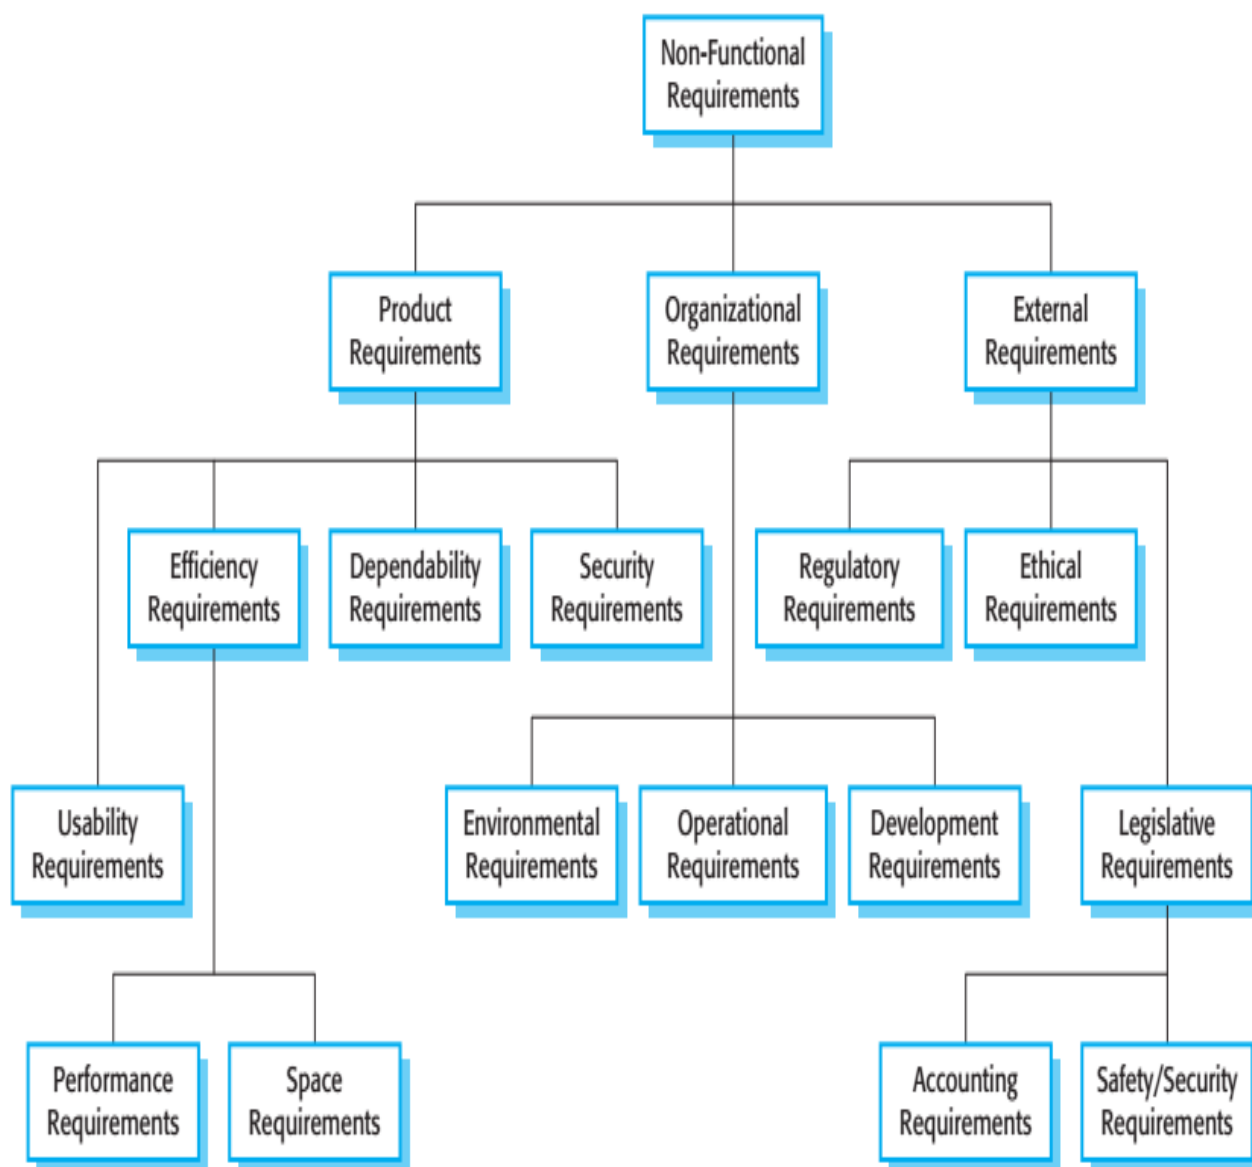 Non-Functional
Requirements
Product
Requirements
Organizational
Requirements
External
Requirements
Efficiency
Requirements
Dependability
Requirements
Security
Requirements
Regulatory
Requirements
Ethical
Requirements
Usability
Requirements
Environmental
Requirements
Operational
Requirements
Development
Requirements
Legislative
Requirements
Performance
Requirements
Space
Requirements
Accounting
Requirements
Safety/Security
Requirements